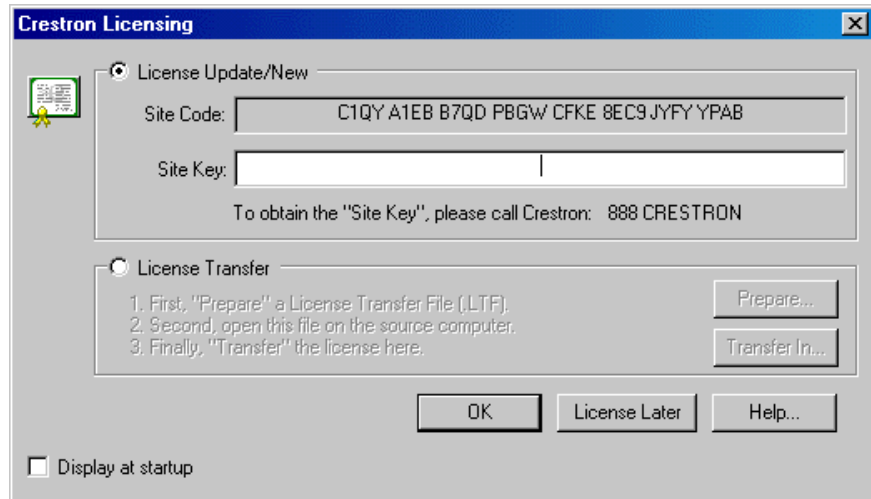 Crestron Licensing
License Update/New
Site Code: C1QY A1EB B7QD PBGW CFKE 8EC9 JYFY YPAB
Site Key:
To obtain the "Site Key", please call Crestron: 888 CRESTRON
License Transfer
1. First, "Prepare" a License Transfer File (.LTF).
2. Second, open this file on the source computer.
3. Finally, "Transfer" the license here.
Prepare...
Transfer In...
OK
License Later
Help...
Display at startup